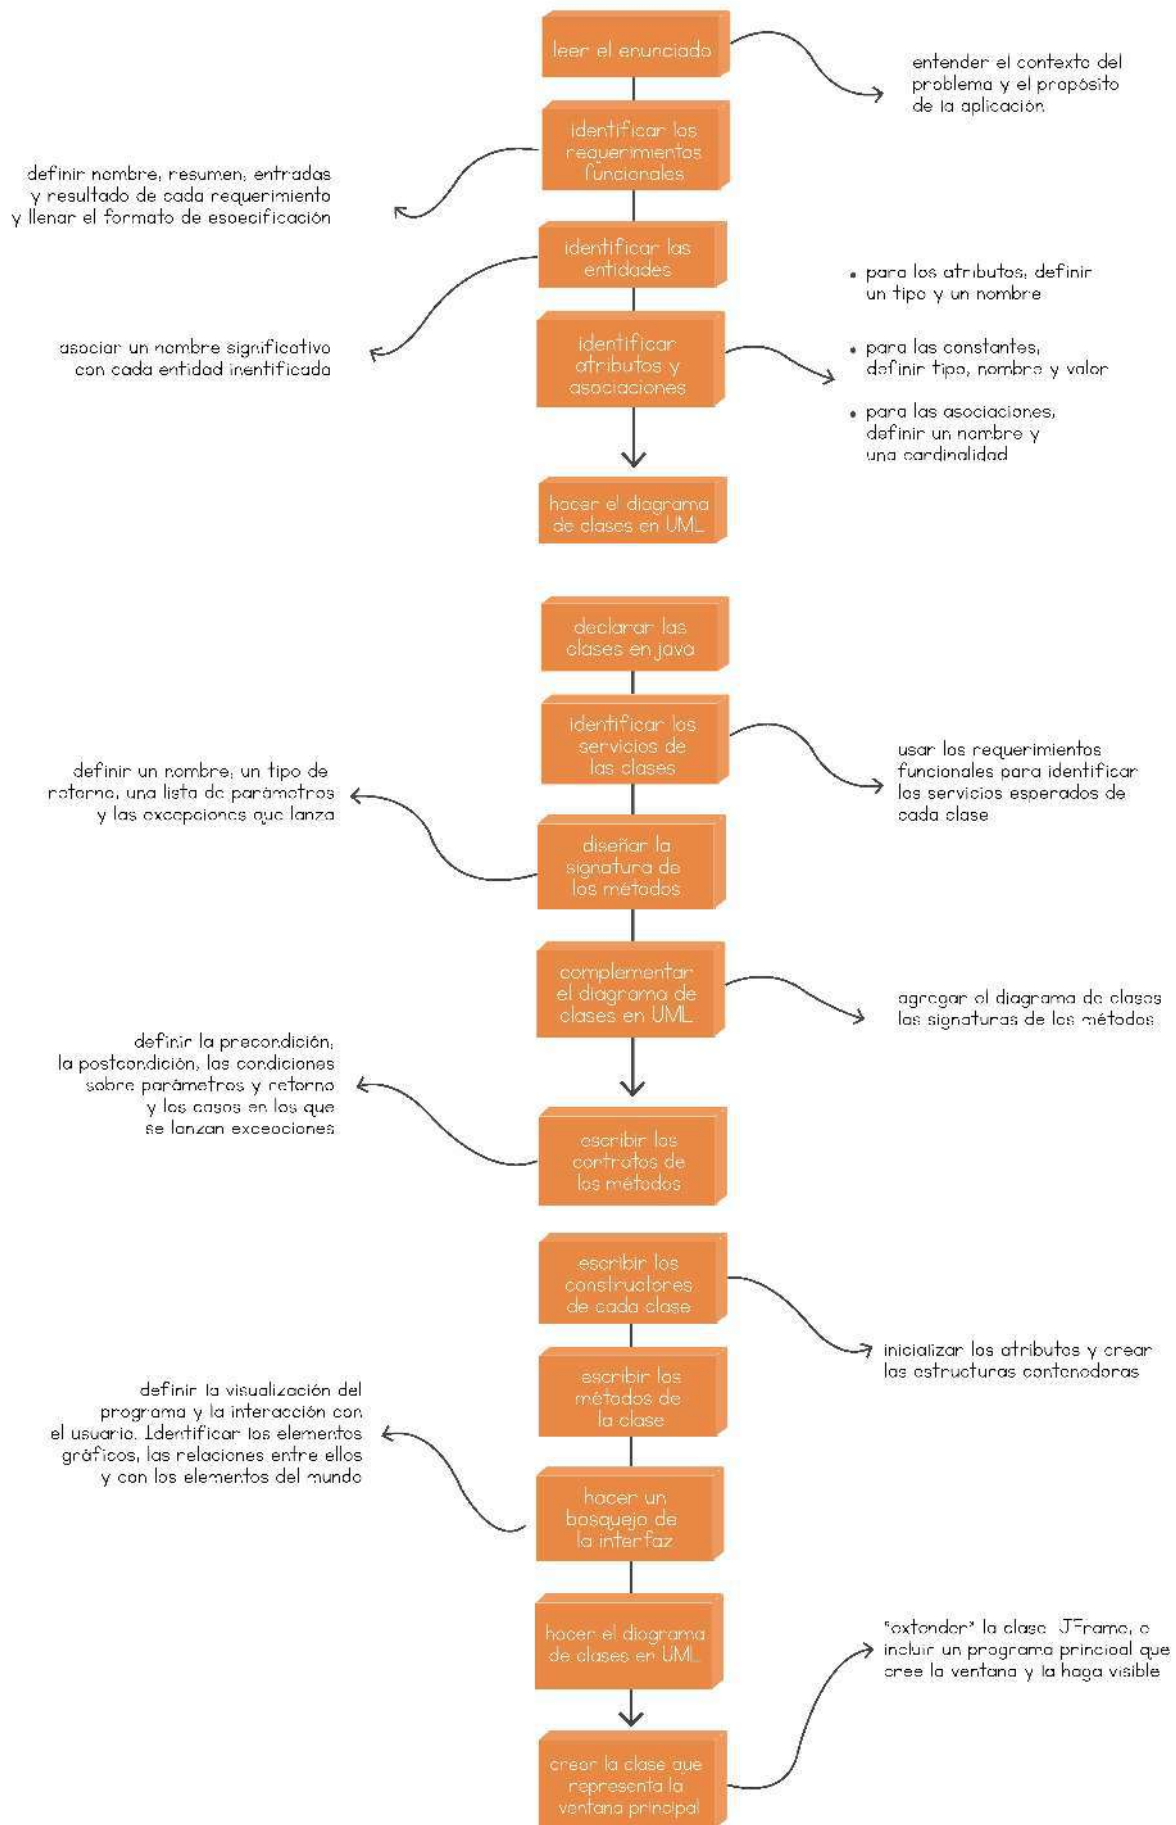 leer el enunciado
entender el contexto del
problema y el propósito
de la aplicación
identificar los
requerimientos
funcionales
definir nombre, resumen, entradas
y resultado de cada requerimiento
y llenar el formato de esoecificación
identificar las
entidades
asociar un nombre significativo
con cada entidad inentificada
identificar
atributos y
asociaciones
• para los atributos, definir
un tipo y un nombre
• para las constantes,
definir tipo, nombre y valor
• para las asociaciones,
definir un nombre y
una cardinalidad
hacer el diagrama
de clases en UML
declarar las
clases en java
identificar los
servicios de
las clases
usar los requerimientos
funcionales para identificar
los servicios esperados de
cada clase
definir un nombre, un tipo de
retorno, una lista de parámetros
y las excepciones que lanza
diseñar la
signatura de
los métodos
complementar
el diagrama de
clases en UML
agregar el diagrama de clases
las signaturas de los métodos
definir la precondición,
la postcondición, las condiciones
sobre parámetros y retorno
y los casos en los que
se lanzan exceociones
escribir los
contratos de
los métodos
escribir los
constructores
de cada clase
inicializar los atributos y crear
las estructuras contenedoras
escribir los
métodos de
la clase
definir la visualización del
programa y la interacción con
el usuario. Identificar los elementos
gráficos, las relaciones entre ellos
y con los elementos del mundo
hacer un
bosquejo de
la interfaz
hacer el diagrama
de clases en UML
"extender" la clase JFrame, e
incluir un programa principal que
cree la ventana y la haga visible
crear la clase que
representa la
ventana principal